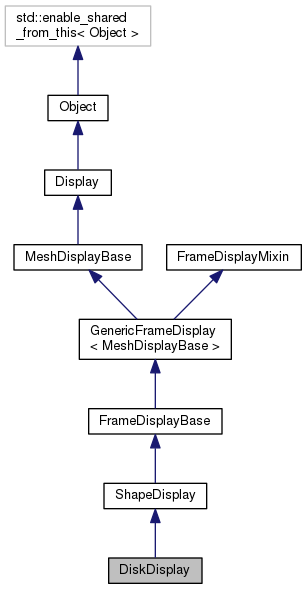 std::enable_shared
_from_this< Object >
Object
Display
MeshDisplayBase
FrameDisplayMixin
GenericFrameDisplay
< MeshDisplayBase >
FrameDisplayBase
ShapeDisplay
DiskDisplay